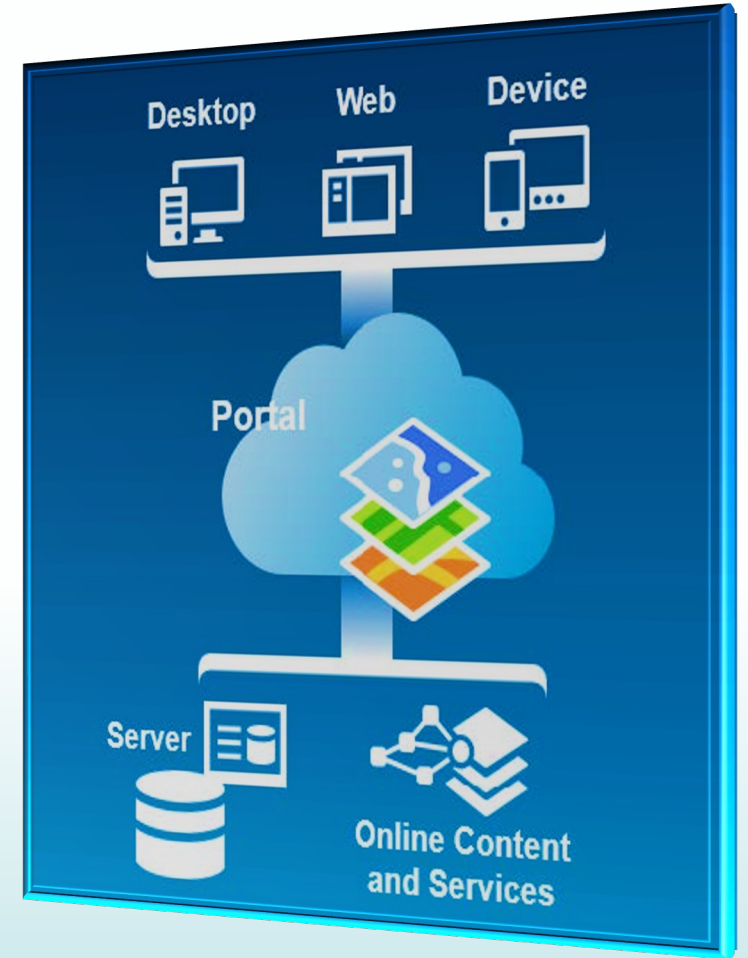 Desktop
Web
Device
Portal
Server
Online Content
and Services